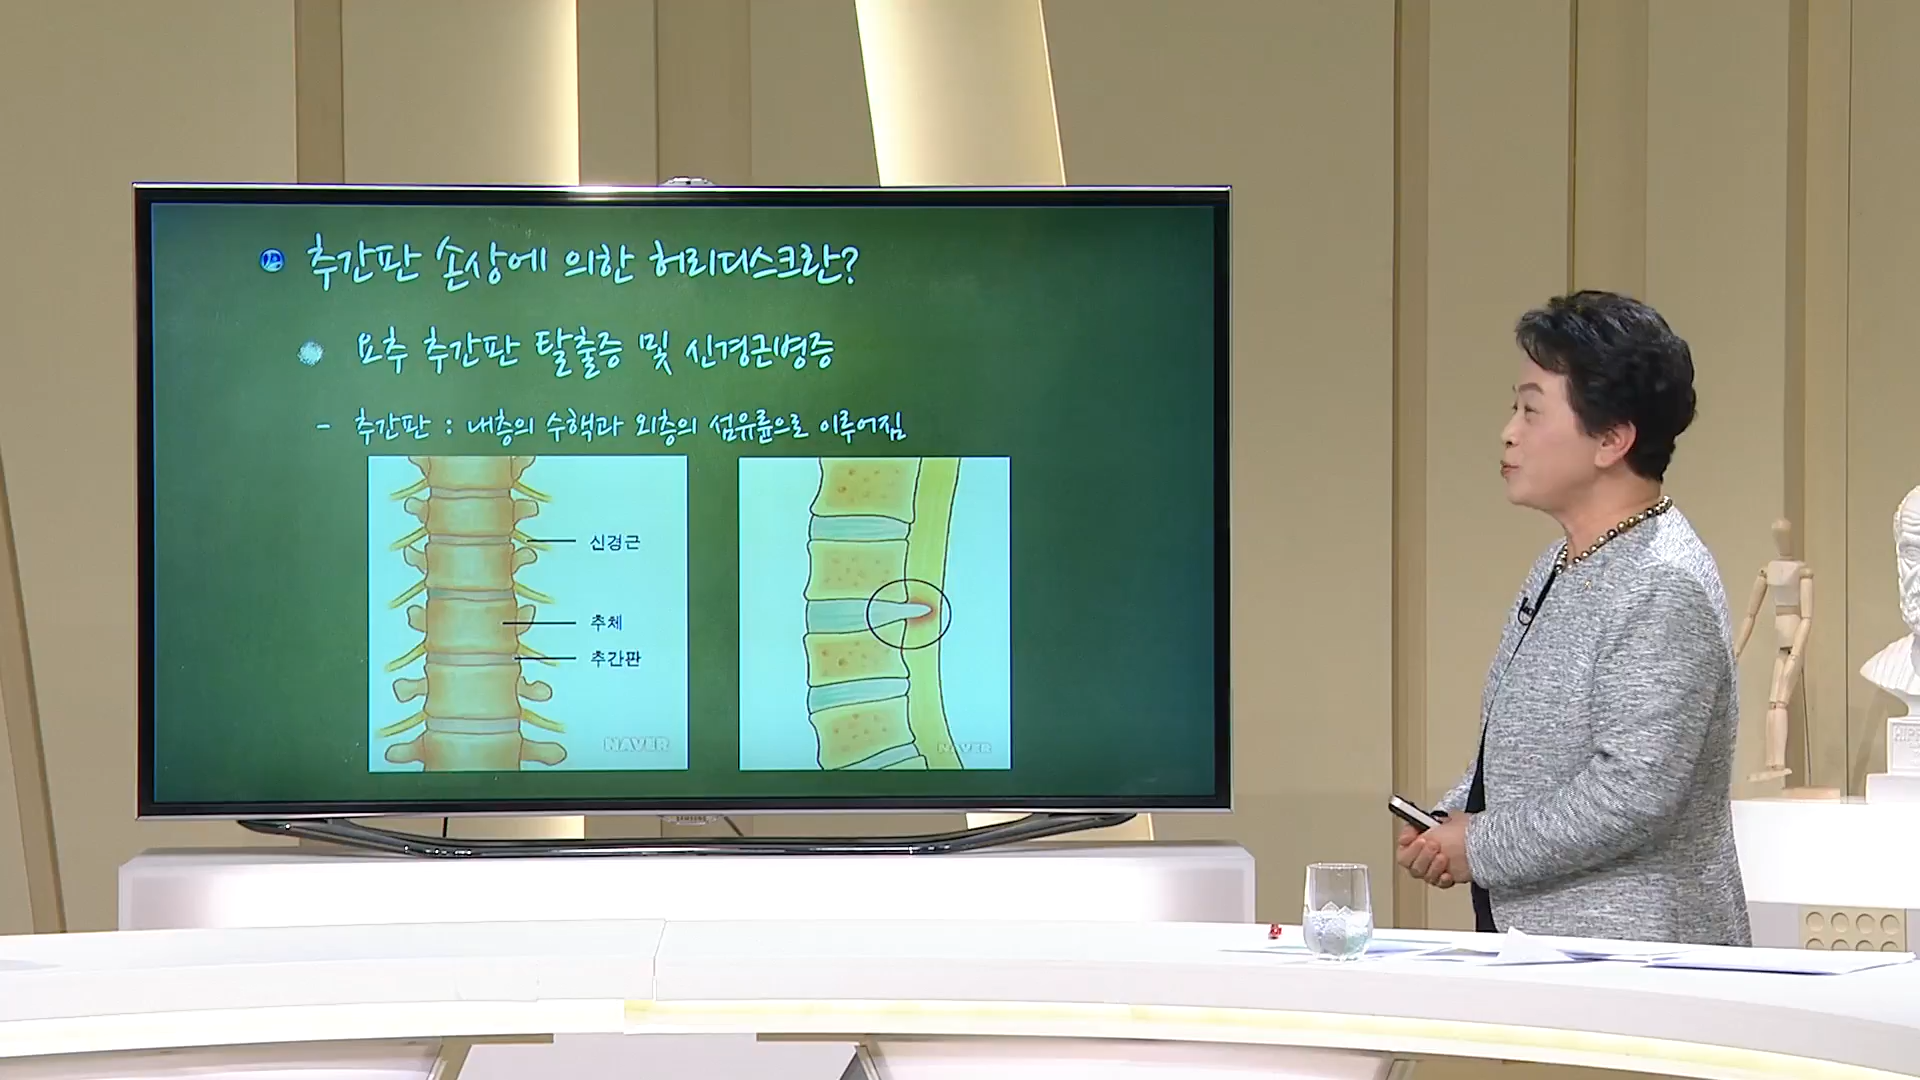 추간판 손상에 의한 허리디스크란?
요추 추간판 탈출증 및 신경근병증
- 추간판 : 내층의 수핵과 외층의 섬유륜으로 이루어짐
신경근
추체
추간판
NAVER
NAVER
SAMSUNG